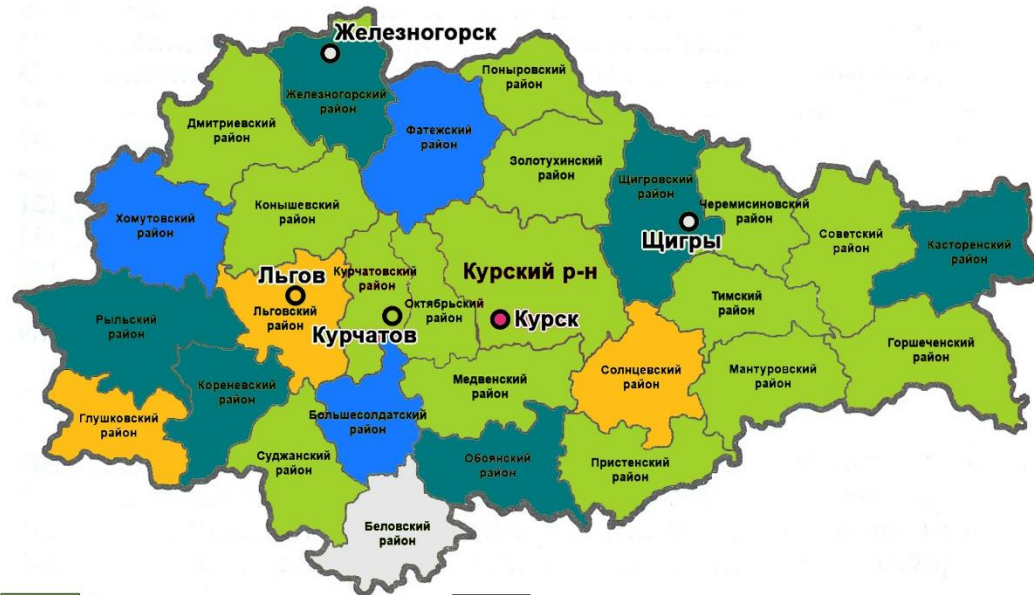 Железногорск
Железногорский
район
Поныровский
район
Дмитриевский
район
Фатежский
район
Золотухинский
район
Щигровский
район
Черемисиновский
район
Щигры
Советский
район
Касторенский
район
Хомутовский
район
Конышевский
район
Льгов
Льговский
район
Курчатовский
район
Курчатов
Октябрьский
район
Курский р-н
Курск
Тимский
район
Рыльский
район
Кореневский
район
Глушковский
район
Медвенский
район
Солнцевский
район
Мантуровский
район
Горшеченский
район
Большесолдатский
район
Суджанский
район
Обоянский
район
Пристенский
район
Беловский
район